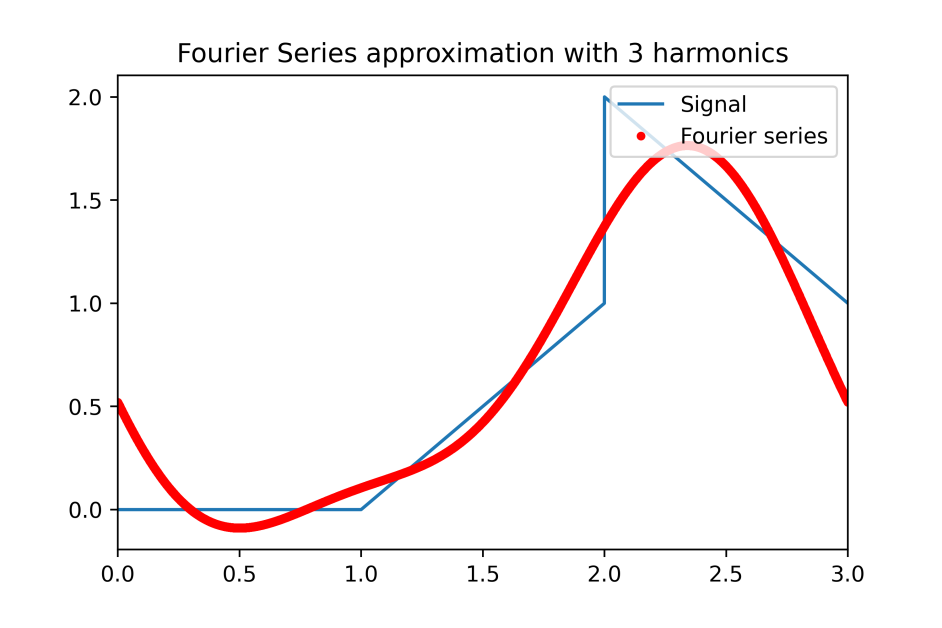 Fourier Series approximation with 3 harmonics
Signal
Fourier series
2.0
1.5
1.0
0.5
0.0
0.0 0.5 1.0 1.5 2.0 2.5 3.0